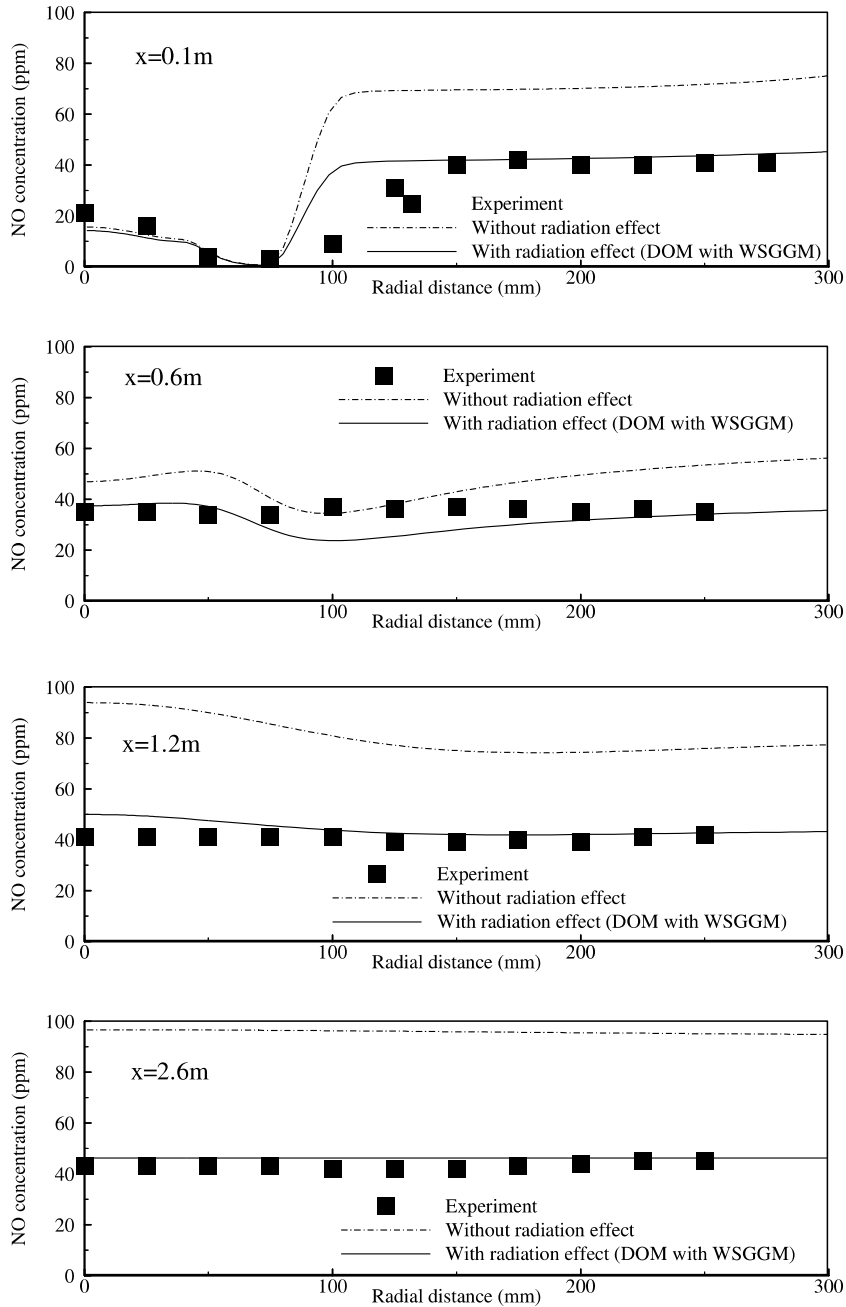 100
80
60
40
20
0
NO concentration (ppm)
x=0.1m
Experiment
Without radiation effect
With radiation effect (DOM with WSGGM)
0
100
200
300
Radial distance (mm)
100
80
60
40
20
0
NO concentration (ppm)
x=0.6m
Experiment
Without radiation effect
With radiation effect (DOM with WSGGM)
0
100
200
300
Radial distance (mm)
100
80
60
40
20
0
NO concentration (ppm)
x=1.2m
Experiment
Without radiation effect
With radiation effect (DOM with WSGGM)
0
100
200
300
Radial distance (mm)
100
80
60
40
20
0
NO concentration (ppm)
x=2.6m
Experiment
Without radiation effect
With radiation effect (DOM with WSGGM)
0
100
200
300
Radial distance (mm)